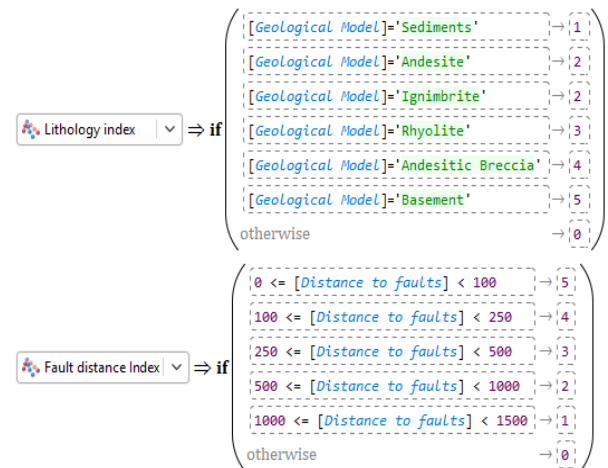 [Geological Model]='Sediments' → 1
[Geological Model]='Andesite' → 2
[Geological Model]='Ignimbrite' → 2
Lithology index ⇒ if [Geological Model]='Rhyolite' → 3
[Geological Model]='Andesitic Breccia' → 4
[Geological Model]='Basement' → 5
otherwise → 0
0 <= [Distance to faults] < 100 → 5
100 <= [Distance to faults] < 250 → 4
250 <= [Distance to faults] < 500 → 3
Fault distance Index ⇒ if
500 <= [Distance to faults] < 1000 → 2
1000 <= [Distance to faults] < 1500 → 1
otherwise → 0